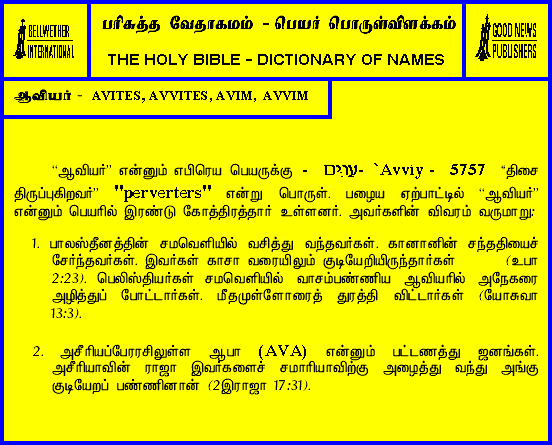 BELLWETHER
INTERNATIONAL
பரிசுத்த வேதாகமம் - பெயர் பொருள்விளக்கம்
THE HOLY BIBLE - DICTIONARY OF NAMES
GOOD NEWS
PUBLISHERS
ஆவியர் - AVITES, AVVITES, AVIM, AVVIM
“ஆவியர்” என்னும் எபிரெய பெயருக்கு - עַוִּים - `Avviy - 5757 “திசை
திருப்புகிறவர்” "perverters" என்று பொருள். பழைய ஏற்பாட்டில் “ஆவியர்”
என்னும் பெயரில் இரண்டு கோத்திரத்தார் உள்ளனர். அவர்களின் விவரம் வருமாறு:
1. பாலஸ்தீனத்தின் சமவெளியில் வசித்து வந்தவர்கள். கானானின் சந்ததியைச்
சேர்ந்தவர்கள். இவர்கள் காசா வரையிலும் குடியேறியிருந்தார்கள் (உபா
2:23). பெலிஸ்தியர்கள் சமவெளியில் வாசம்பண்ணிய ஆவியரில் அநேகரை
அழித்துப் போட்டார்கள். மீதமுள்ளோரைத் துரத்தி விட்டார்கள் (யோசுவா
13:3).
2. அசீரியப்பேரரசிலுள்ள ஆபா (AVA) என்னும் பட்டணத்து ஜனங்கள்.
அசீரியாவின் ராஜா இவர்களைச் சமாரியாவிற்கு அழைத்து வந்து அங்கு
குடியேறப் பண்ணினான் (2இராஜா 17:31).